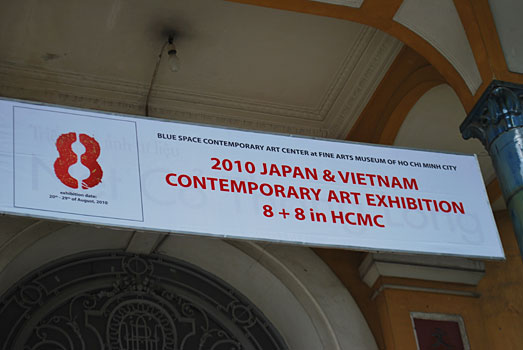 BLUE SPACE CONTEMPORARY ART CENTER at FINE ARTS MUSEUM OF HO CHI MINH CITY
2010 JAPAN & VIETNAM
CONTEMPORARY ART EXHIBITION
8 + 8 in HCMC
8
exhibition date:
20th - 29th of August, 2010